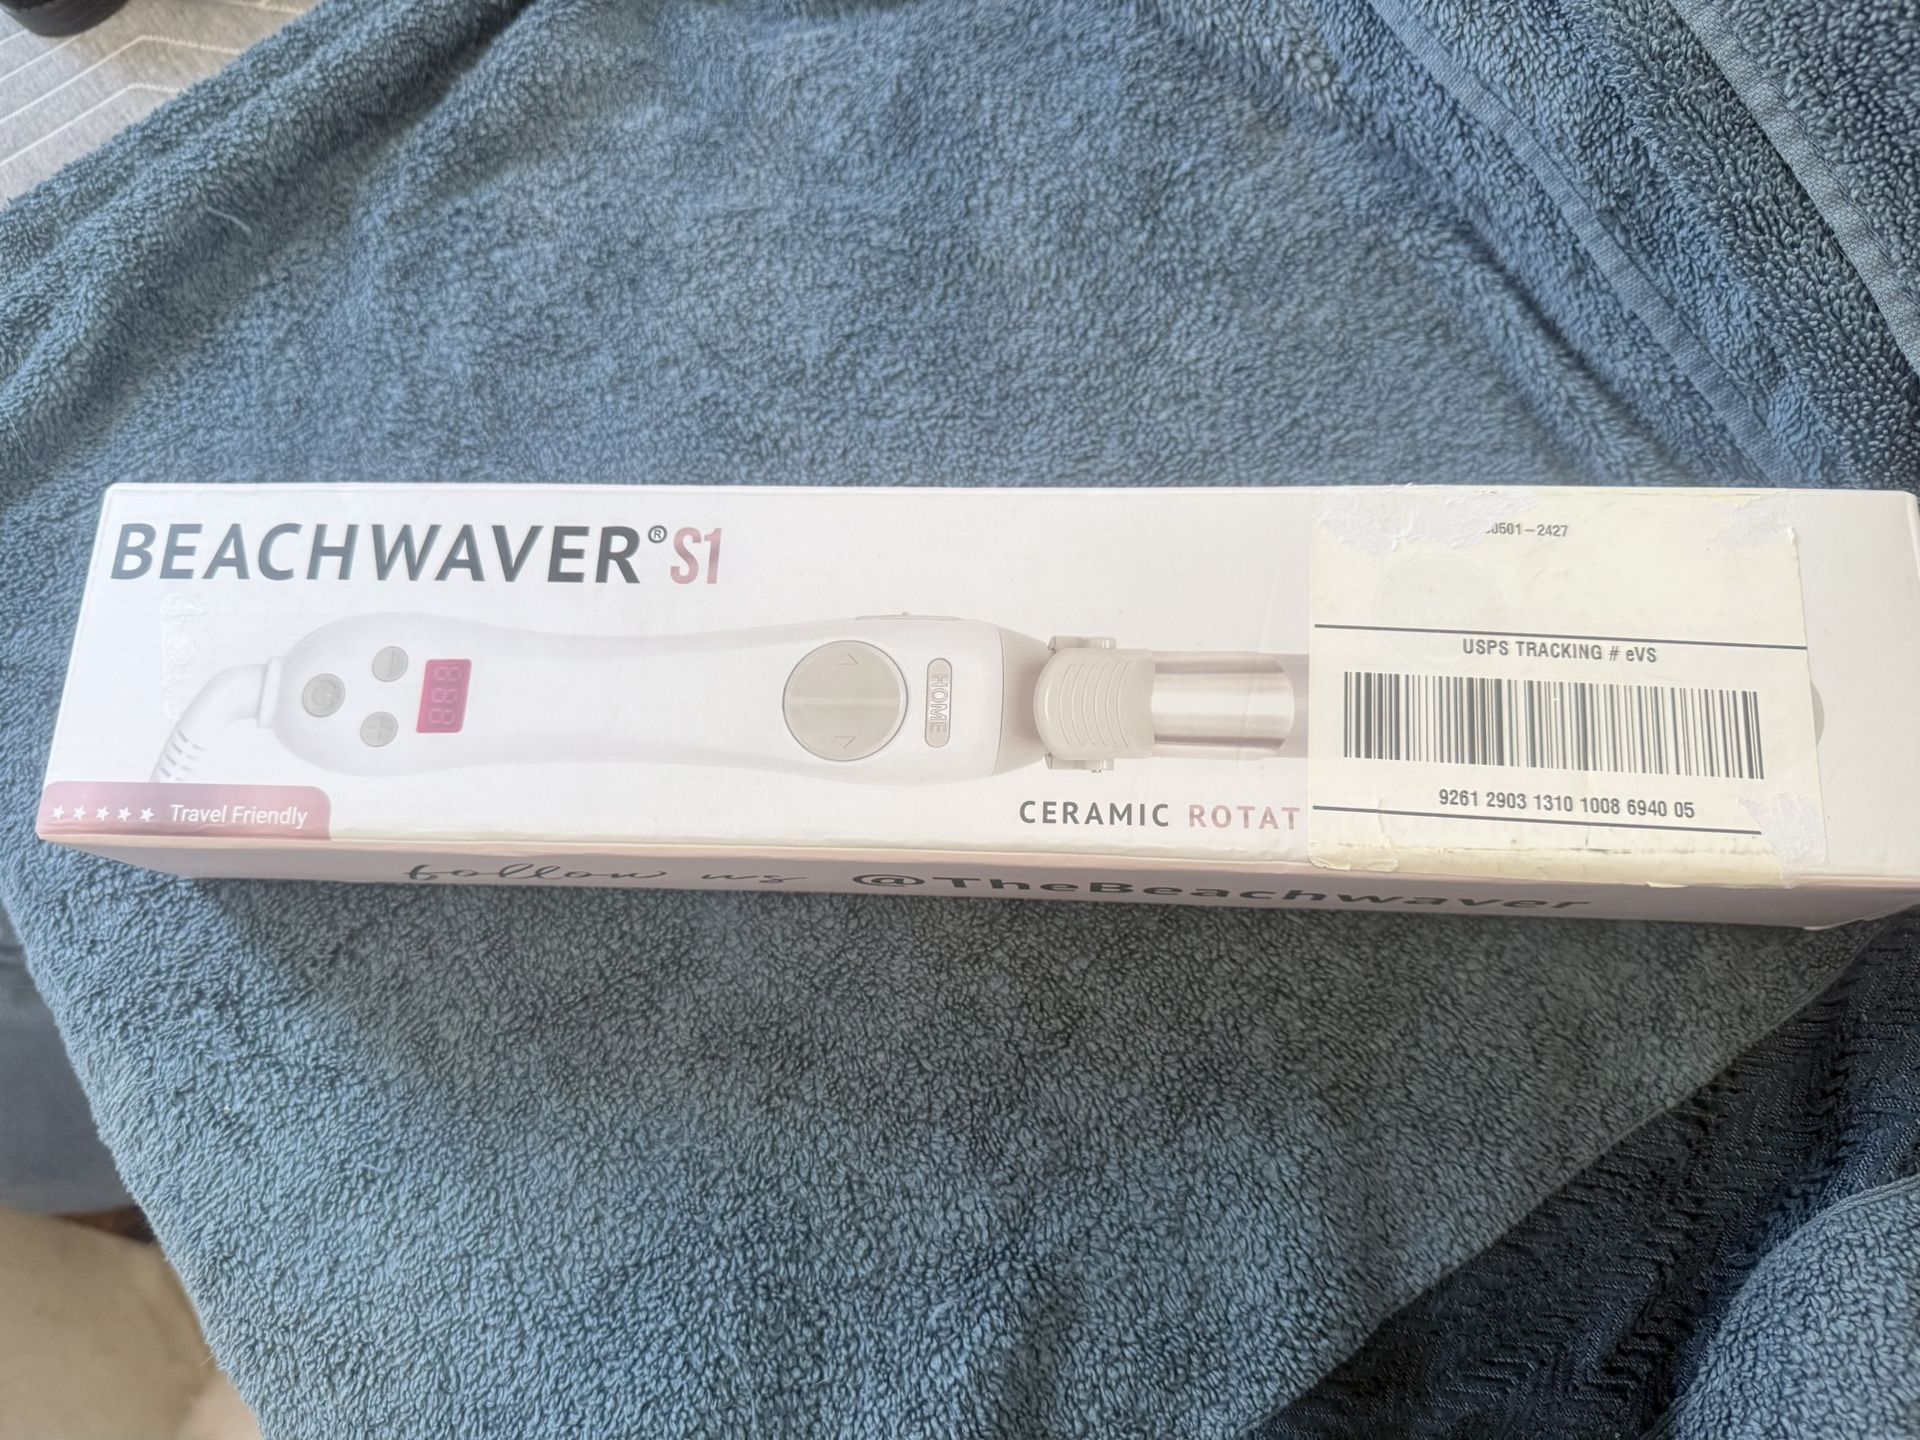 BEACHWAVER® S1
HOME
★★★★★ Travel Friendly
CERAMIC ROTAT
0501-2427
USPS TRACKING # eVS
9261 2903 1310 1008 6940 05
follow us @TheBeachwaver